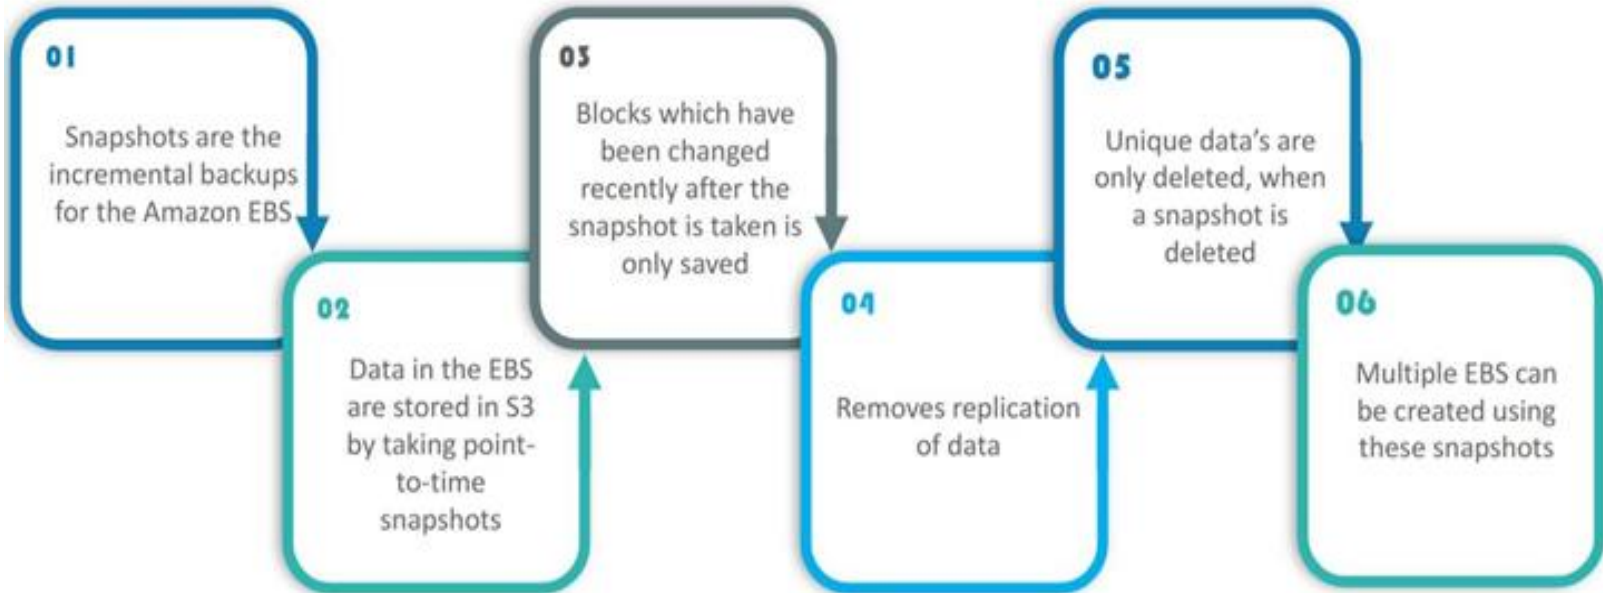 01
Snapshots are the
incremental backups
for the Amazon EBS
02
Data in the EBS
are stored in S3
by taking point-
to-time
snapshots
03
Blocks which have
been changed
recently after the
snapshot is taken is
only saved
04
Removes replication
of data
05
Unique data's are
only deleted, when
a snapshot is
deleted
06
Multiple EBS can
be created using
these snapshots